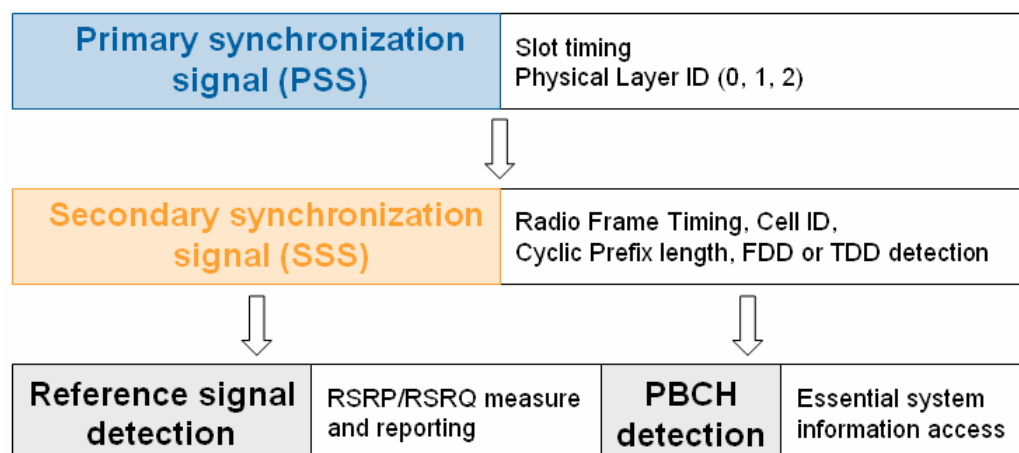 Primary synchronization
signal (PSS)
Slot timing
Physical Layer ID (0, 1, 2)
Secondary synchronization
signal (SSS)
Radio Frame Timing, Cell ID,
Cyclic Prefix length, FDD or TDD detection
Reference signal
detection
RSRP/RSRQ measure
and reporting
PBCH
detection
Essential system
information access